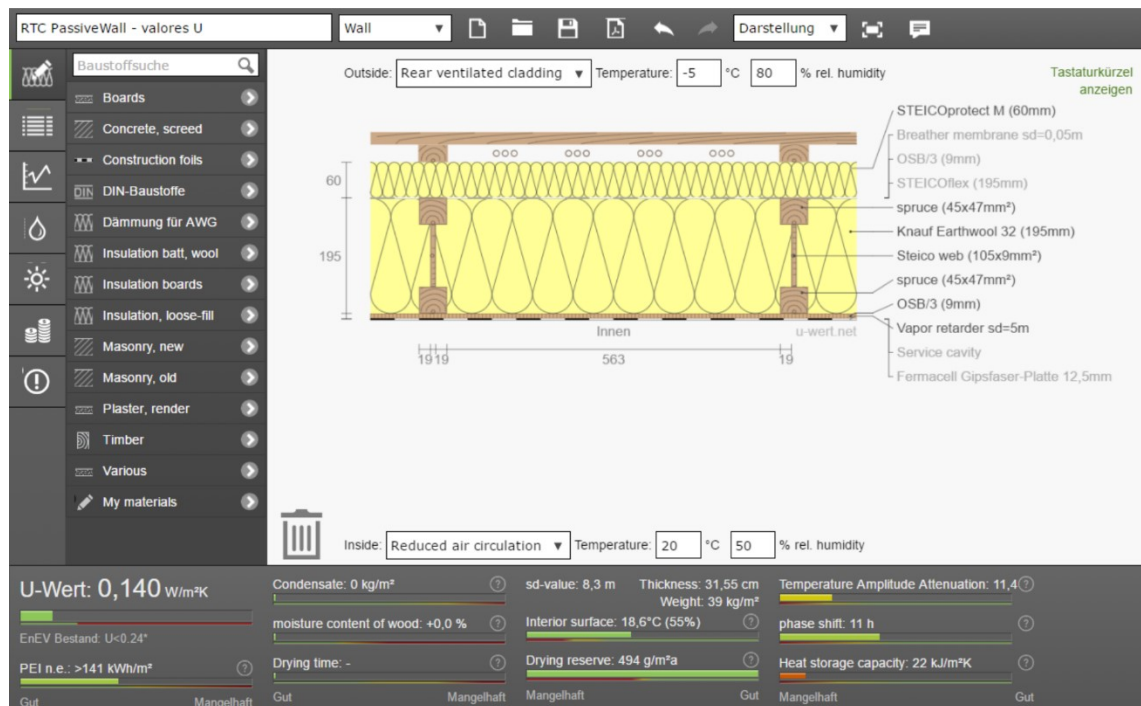 RTC PassiveWall - valores U
Wall
Darstellung
Baustoffsuche
Boards
Concrete, screed
Construction foils
DIN
DIN-Baustoffe
Dämmung für AWG
Insulation batt, wool
Insulation boards
Insulation, loose-fill
Masonry, new
Masonry, old
Plaster, render
Timber
Various
My materials
Outside: Rear ventilated cladding Temperature: -5 °C 80 % rel. humidity
Tastaturkürzel
anzeigen
STEICOprotect M (60mm)
Breather membrane sd=0,05m
OSB/3 (9mm)
STEICOflex (195mm)
spruce (45x47mm²)
Knauf Earthwool 32 (195mm)
Steico web (105x9mm²)
spruce (45x47mm²)
OSB/3 (9mm)
Vapor retarder sd=5m
Service cavity
Fermacell Gipsfaser-Platte 12,5mm
60
195
Innen
u-wert.net
19 19 563 19
Inside: Reduced air circulation Temperature: 20 °C 50 % rel. humidity
U-Wert: 0,140 W/m²K
EnEV Bestand: U<0.24*
PEI n.e.: >141 kWh/m² ?
Gut Mangelhaft
Condensate: 0 kg/m² ?
moisture content of wood: +0,0 % ?
Drying time: - ?
Gut Mangelhaft
sd-value: 8,3 m Thickness: 31,55 cm
Weight: 39 kg/m²
Interior surface: 18,6°C (55%) ?
Drying reserve: 494 g/m²a ?
Mangelhaft Gut
Temperature Amplitude Attenuation: 11,4 ?
phase shift: 11 h ?
Heat storage capacity: 22 kJ/m²K ?
Mangelhaft Gut